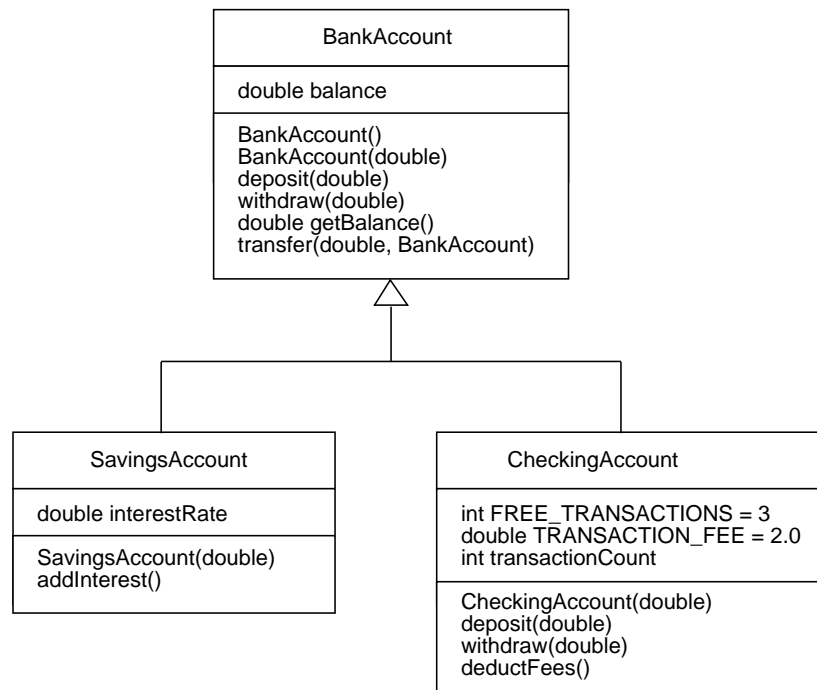 BankAccount
double balance
BankAccount()
BankAccount(double)
deposit(double)
withdraw(double)
double getBalance()
transfer(double, BankAccount)
SavingsAccount
double interestRate
SavingsAccount(double)
addInterest()
CheckingAccount
int FREE_TRANSACTIONS = 3
double TRANSACTION_FEE = 2.0
int transactionCount
CheckingAccount(double)
deposit(double)
withdraw(double)
deductFees()